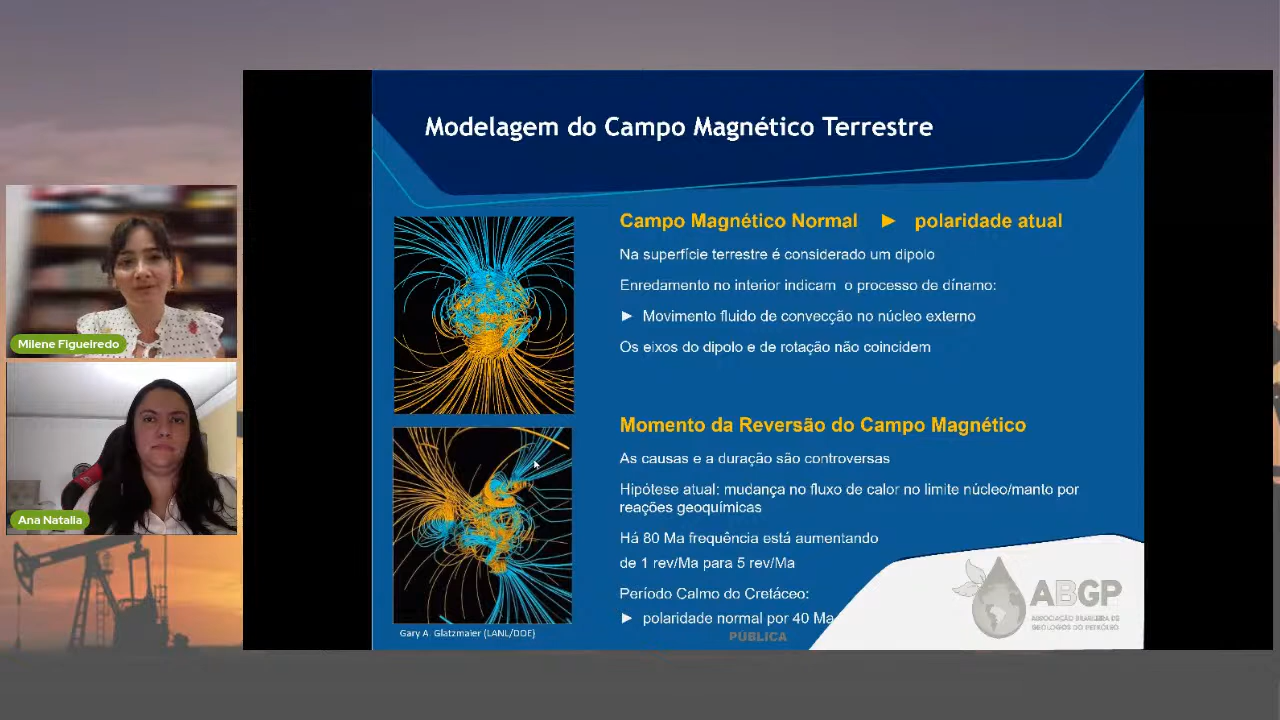 Modelagem do Campo Magnético Terrestre
Campo Magnético Normal ► polaridade atual
Na superfície terrestre é considerado um dipolo
Enredamento no interior indicam o processo de dínamo:
► Movimento fluido de convecção no núcleo externo
Os eixos do dipolo e de rotação não coincidem
Momento da Reversão do Campo Magnético
As causas e a duração são controversas
Hipótese atual: mudança no fluxo de calor no limite núcleo/manto por
reações geoquímicas
Há 80 Ma frequência está aumentando
de 1 rev/Ma para 5 rev/Ma
Período Calmo do Cretáceo:
► polaridade normal por 40 Ma
Gary A. Glatzmaier (LANL/DOE)
PÚBLICA
ABGP
ASSOCIAÇÃO BRASILEIRA DE
GEÓLOGOS DO PETRÓLEO
Milene Figueiredo
Ana Natalia